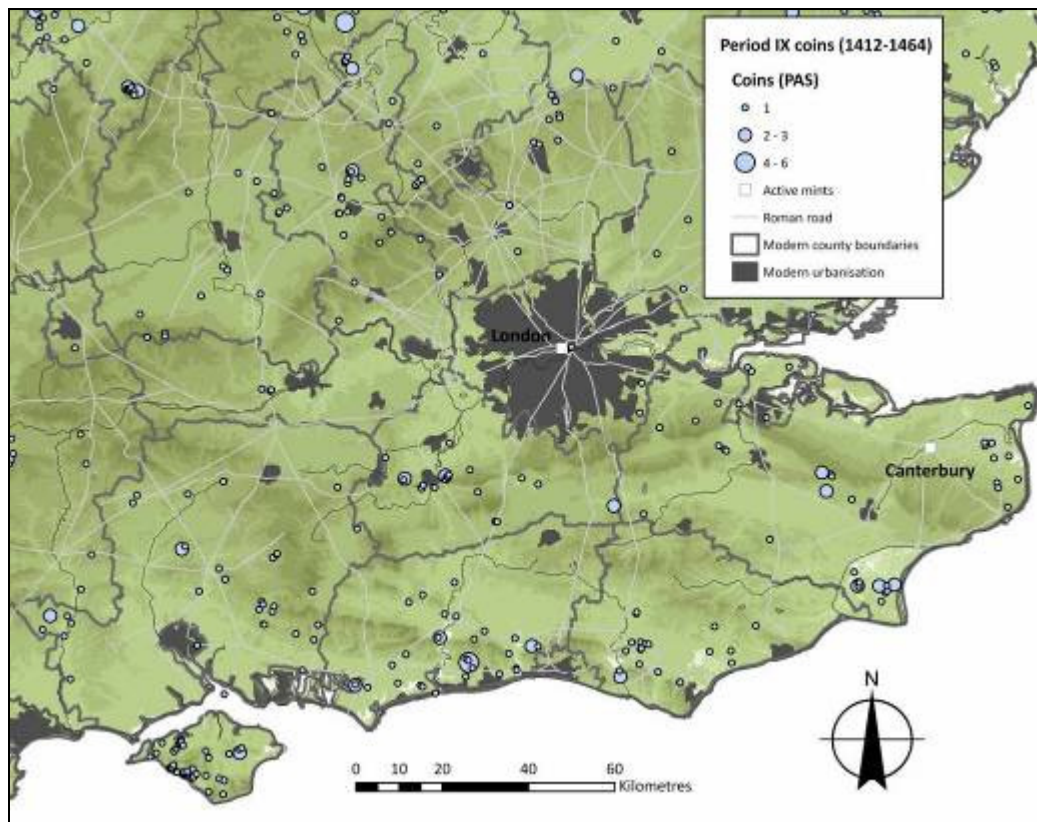 Period IX coins (1412-1464)
Coins (PAS)
1
2 - 3
4 - 6
Active mints
Roman road
Modern county boundaries
Modern urbanisation
London
Canterbury
N
0 10 20 40 60
Kilometres